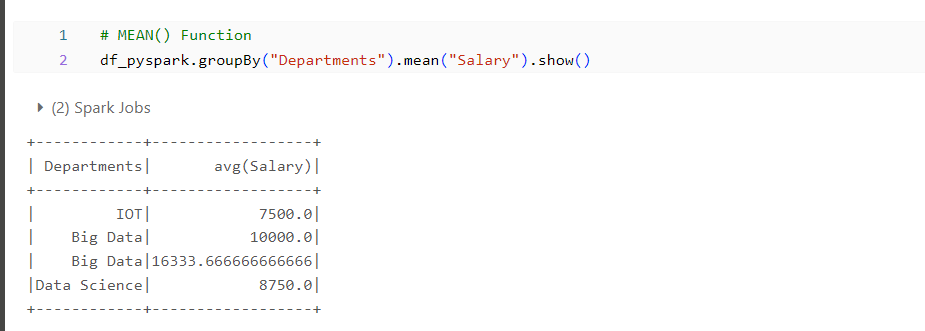 1 # MEAN() Function
2 df_pyspark.groupBy("Departments").mean("Salary").show()
(2) Spark Jobs
+------------+------------------+
| Departments|       avg(Salary)|
+------------+------------------+
|         IOT|            7500.0|
|    Big Data|           10000.0|
|    Big Data|16333.666666666666|
|Data Science|            8750.0|
+------------+------------------+